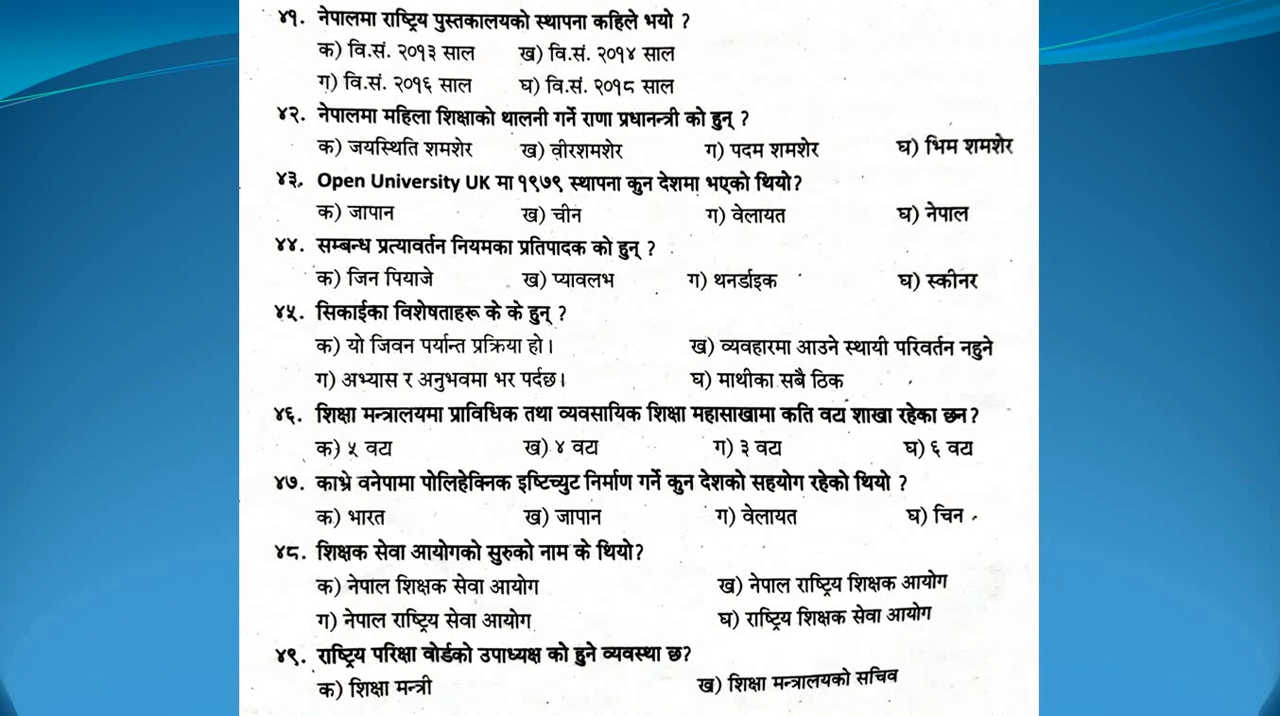 ४१. नेपालमा राष्ट्रिय पुस्तकालयको स्थापना कहिले भयो ?
क) वि.सं. २०१३ साल ख) वि.सं. २०१४ साल
ग) वि.सं. २०१६ साल घ) वि.सं. २०१८ साल
४२. नेपालमा महिला शिक्षाको थालनी गर्ने राणा प्रधानन्त्री को हुन् ?
क) जयस्थिति शमशेर ख) वीरशमशेर ग) पदम शमशेर घ) भिम शमशेर
४३. Open University UK मा १९७९ स्थापना कुन देशमा भएको थियो?
क) जापान ख) चीन ग) वेलायत घ) नेपाल
४४. सम्बन्ध प्रत्यावर्तन नियमका प्रतिपादक को हुन् ?
क) जिन पियाजे ख) प्यावलभ ग) थनर्डाइक घ) स्कीनर
४५. सिकाईका विशेषताहरू के के हुन् ?
क) यो जिवन पर्यान्त प्रक्रिया हो। ख) व्यवहारमा आउने स्थायी परिवर्तन नहुने
ग) अभ्यास र अनुभवमा भर पर्दछ। घ) माथीका सबै ठिक
४६. शिक्षा मन्त्रालयमा प्राविधिक तथा व्यवसायिक शिक्षा महासाखामा कति वटा शाखा रहेका छन?
क) ५ वटा ख) ४ वटा ग) ३ वटा घ) ६ वटा
४७. काभ्रे वनेपामा पोलिहेक्निक इष्टिच्युट निर्माण गर्ने कुन देशको सहयोग रहेको थियो ?
क) भारत ख) जापान ग) वेलायत घ) चिन
४८. शिक्षक सेवा आयोगको सुरुको नाम के थियो?
क) नेपाल शिक्षक सेवा आयोग ख) नेपाल राष्ट्रिय शिक्षक आयोग
ग) नेपाल राष्ट्रिय सेवा आयोग घ) राष्ट्रिय शिक्षक सेवा आयोग
४९. राष्ट्रिय परिक्षा वोर्डको उपाध्यक्ष को हुने व्यवस्था छ?
क) शिक्षा मन्त्री ख) शिक्षा मन्त्रालयको सचिव